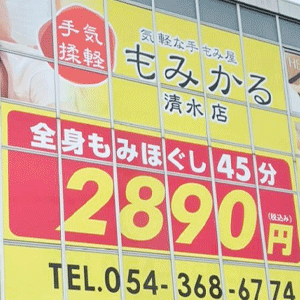 手気
揉軽
気軽な手もみ屋
もみかる
清水店
全身もみほぐし 45分
2890円
(税込み)
TEL.054-368-6774